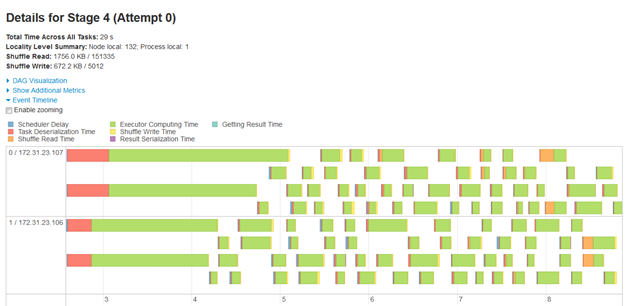 Details for Stage 4 (Attempt 0)
Total Time Across All Tasks: 29 s
Locality Level Summary: Node local: 132; Process local: 1
Shuffle Read: 1756.0 KB / 151335
Shuffle Write: 672.2 KB / 5012
DAG Visualization
Show Additional Metrics
Event Timeline
Enable zooming
Scheduler Delay Executor Computing Time Getting Result Time
Task Deserialization Time Shuffle Write Time
Shuffle Read Time Result Serialization Time
0 / 172.31.23.107
1 / 172.31.23.106
3 4 5 6 7 8